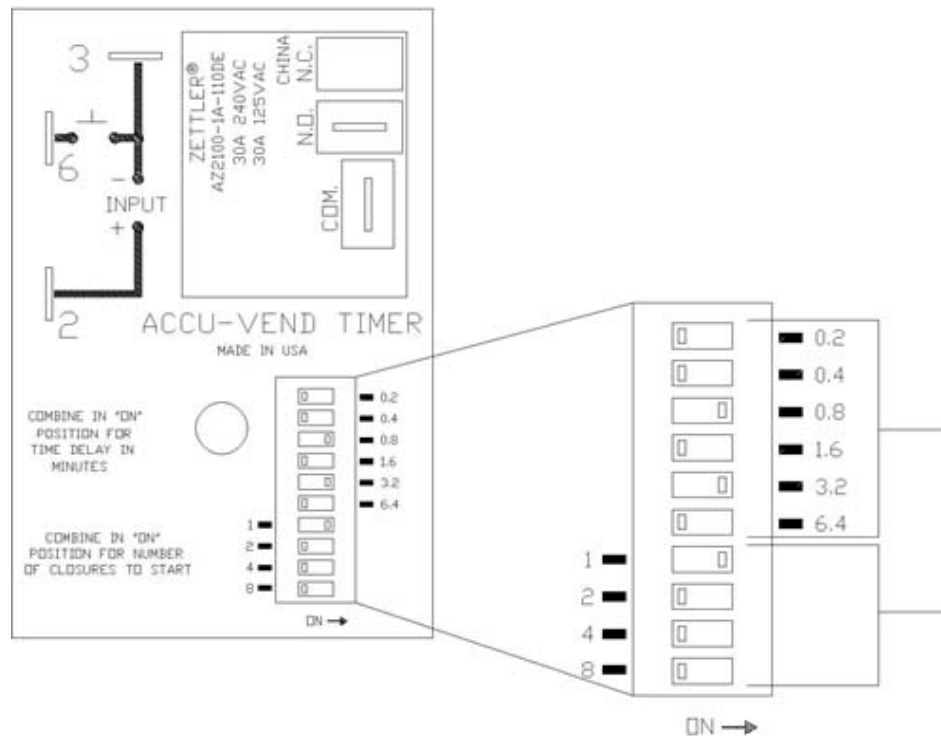 3
6
-
INPUT
+
2
ZETTLER®
AZ2100-1A-110DE
30A 240VAC
30A 125VAC
CHINA
N.C.
N.O.
COM.
ACCU-VEND TIMER
MADE IN USA
COMBINE IN "ON"
POSITION FOR
TIME DELAY IN
MINUTES
COMBINE IN "ON"
POSITION FOR NUMBER
OF CLOSURES TO START
0.2
0.4
0.8
1.6
3.2
6.4
1
2
4
8
ON
0.2
0.4
0.8
1.6
3.2
6.4
1
2
4
8
ON